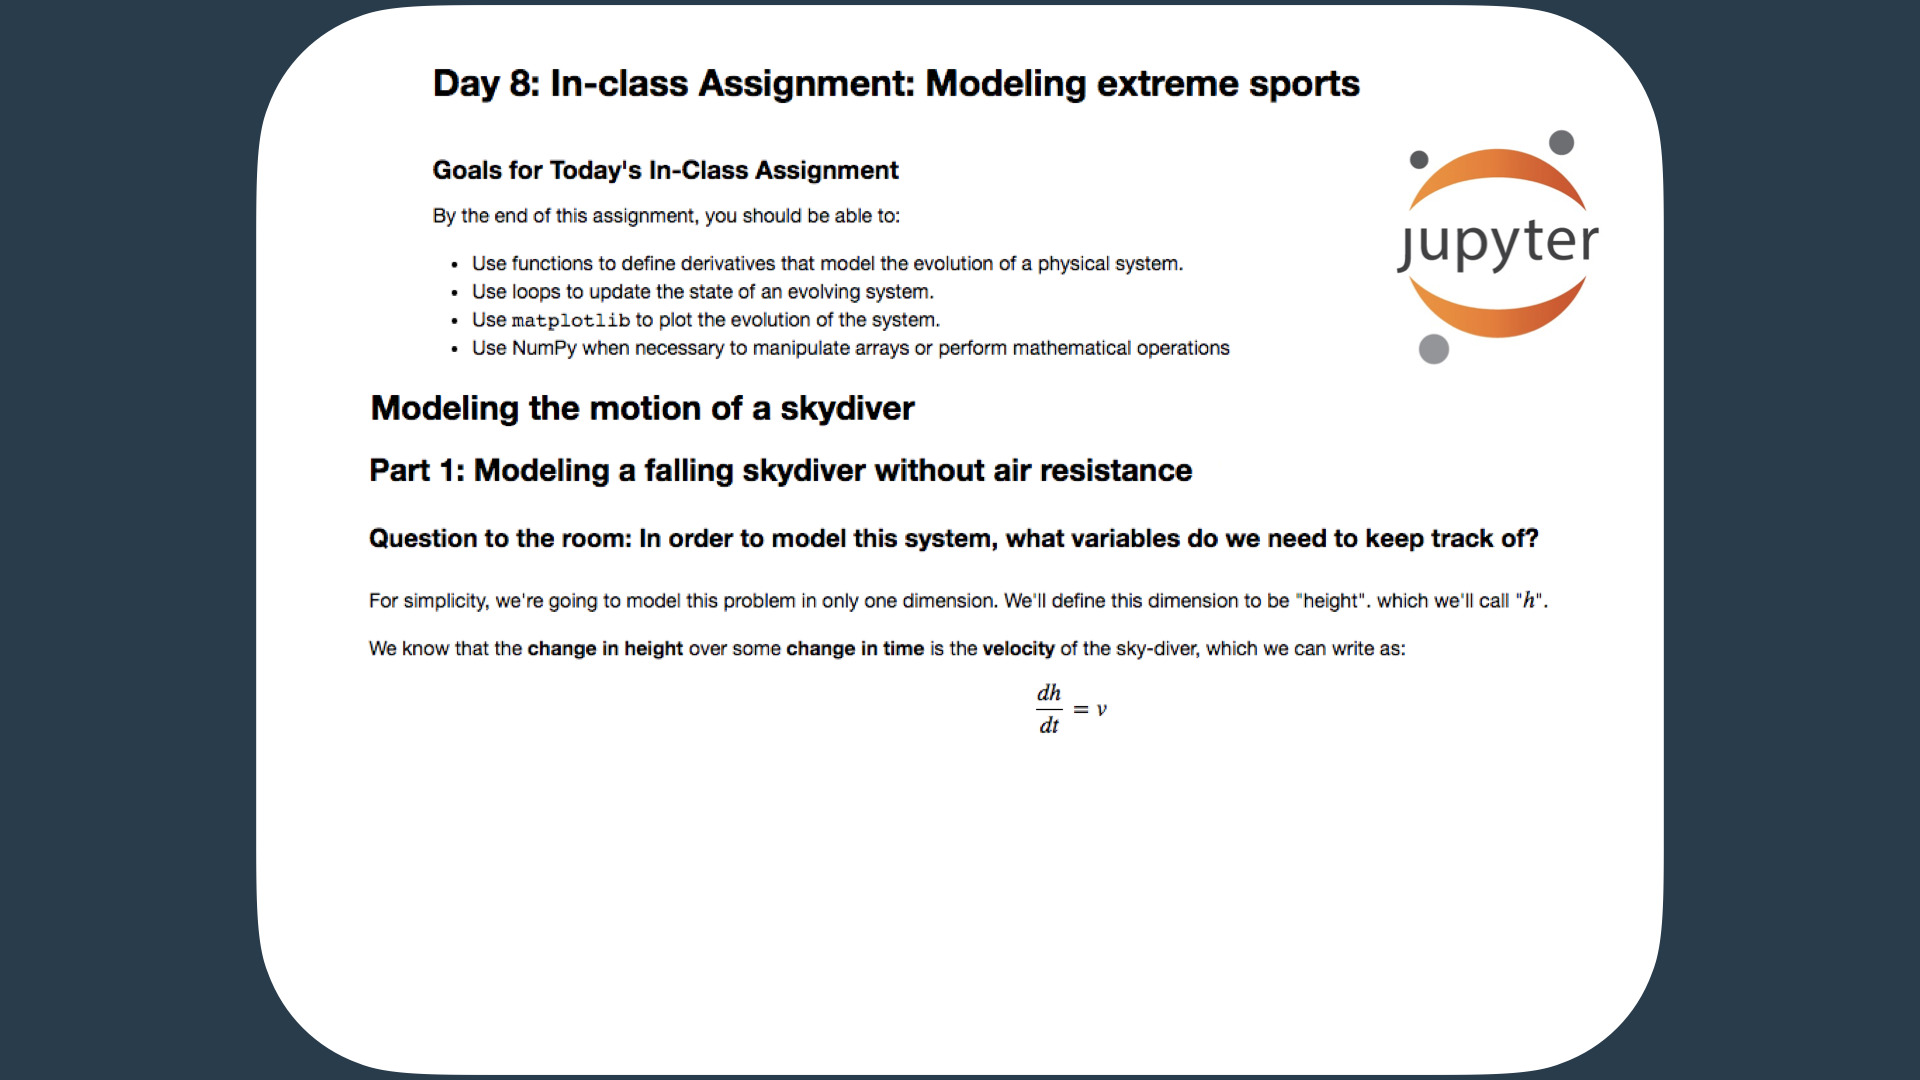 Day 8: In-class Assignment: Modeling extreme sports
Goals for Today's In-Class Assignment
By the end of this assignment, you should be able to:
• Use functions to define derivatives that model the evolution of a physical system.
• Use loops to update the state of an evolving system.
• Use matplotlib to plot the evolution of the system.
• Use NumPy when necessary to manipulate arrays or perform mathematical operations
jupyter
Modeling the motion of a skydiver
Part 1: Modeling a falling skydiver without air resistance
Question to the room: In order to model this system, what variables do we need to keep track of?
For simplicity, we're going to model this problem in only one dimension. We'll define this dimension to be "height". which we'll call "h".
We know that the change in height over some change in time is the velocity of the sky-diver, which we can write as:
dh
dt
= v